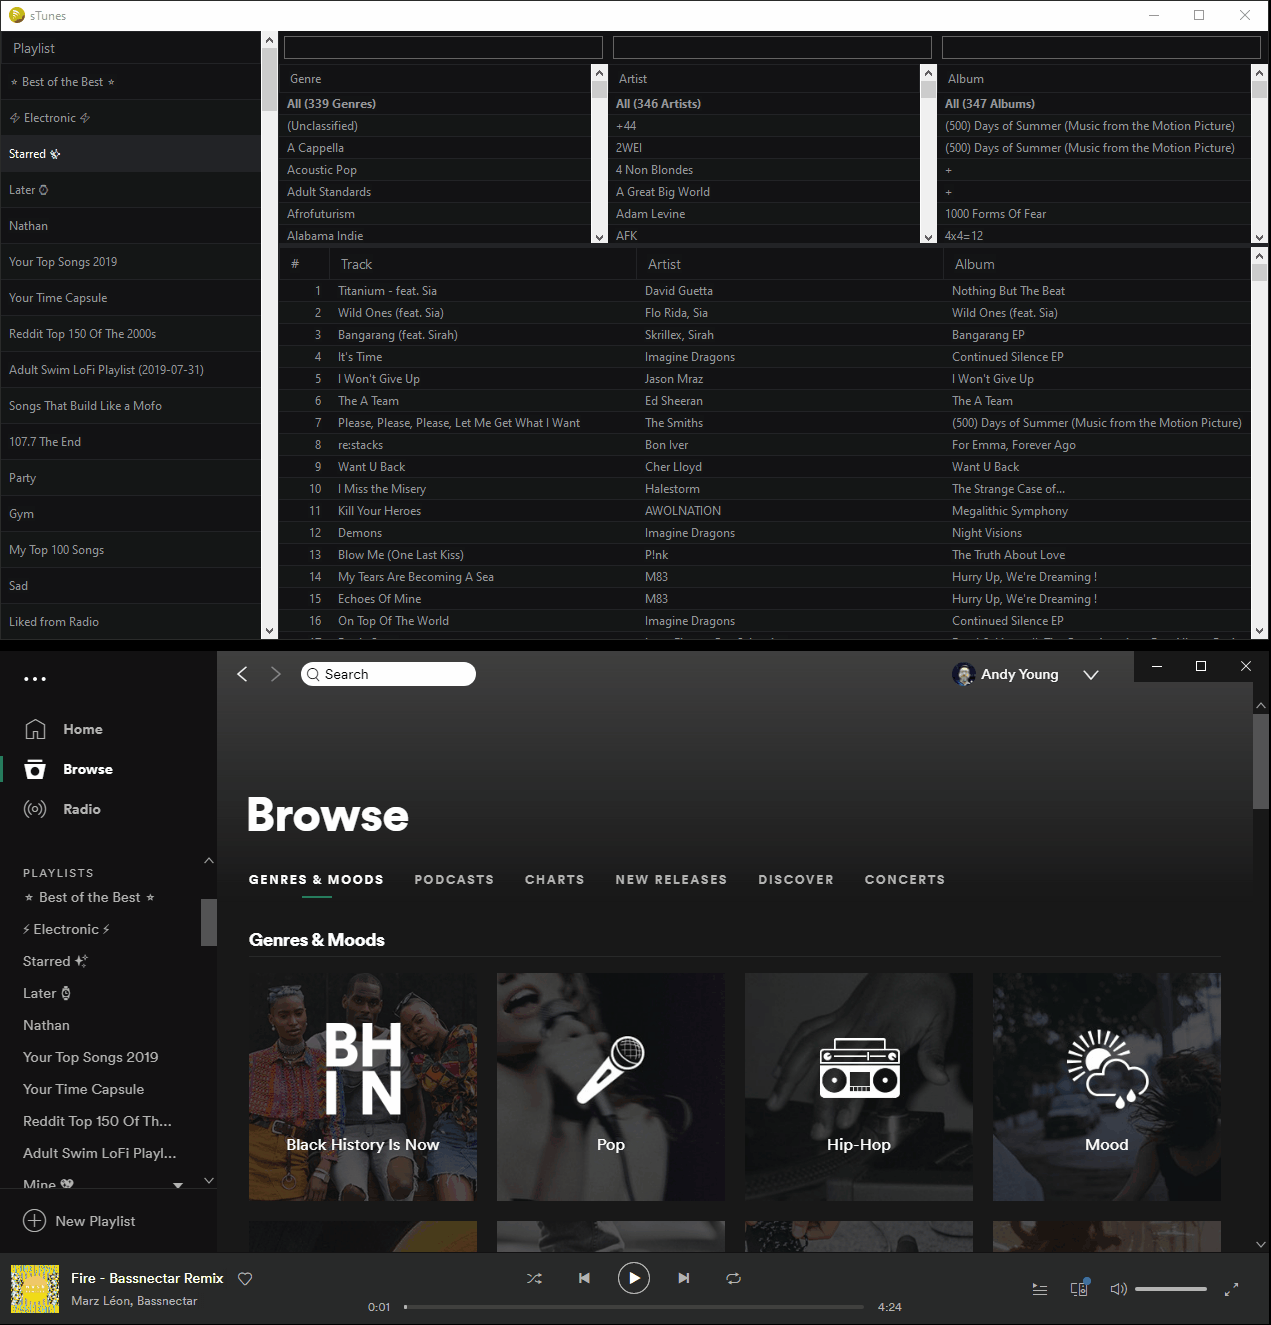 sTunes
Playlist
⭐ Best of the Best ⭐
⚡ Electronic ⚡
Starred ✨
Later ⌚
Nathan
Your Top Songs 2019
Your Time Capsule
Reddit Top 150 Of The 2000s
Adult Swim LoFi Playlist (2019-07-31)
Songs That Build Like a Mofo
107.7 The End
Party
Gym
My Top 100 Songs
Sad
Liked from Radio
Genre
All (339 Genres)
(Unclassified)
A Cappella
Acoustic Pop
Adult Standards
Afrofuturism
Alabama Indie
Artist
All (346 Artists)
+44
2WEI
4 Non Blondes
A Great Big World
Adam Levine
AFK
Album
All (347 Albums)
(500) Days of Summer (Music from the Motion Picture)
(500) Days of Summer (Music from the Motion Picture)
+
+
1000 Forms Of Fear
4x4=12
# Track Artist Album
1 Titanium - feat. Sia David Guetta Nothing But The Beat
2 Wild Ones (feat. Sia) Flo Rida, Sia Wild Ones (feat. Sia)
3 Bangarang (feat. Sirah) Skrillex, Sirah Bangarang EP
4 It's Time Imagine Dragons Continued Silence EP
5 I Won't Give Up Jason Mraz I Won't Give Up
6 The A Team Ed Sheeran The A Team
7 Please, Please, Please, Let Me Get What I Want The Smiths (500) Days of Summer (Music from the Motion Picture)
8 re:stacks Bon Iver For Emma, Forever Ago
9 Want U Back Cher Lloyd Want U Back
10 I Miss the Misery Halestorm The Strange Case of...
11 Kill Your Heroes AWOLNATION Megalithic Symphony
12 Demons Imagine Dragons Night Visions
13 Blow Me (One Last Kiss) P!nk The Truth About Love
14 My Tears Are Becoming A Sea M83 Hurry Up, We're Dreaming !
15 Echoes Of Mine M83 Hurry Up, We're Dreaming !
16 On Top Of The World Imagine Dragons Continued Silence EP
Search
Andy Young
Home
Browse
Radio
PLAYLISTS
⭐ Best of the Best ⭐
⚡ Electronic ⚡
Starred ✨
Later ⌚
Nathan
Your Top Songs 2019
Your Time Capsule
Reddit Top 150 Of Th...
Adult Swim LoFi Playl...
Mine 💖
New Playlist
Browse
GENRES & MOODS PODCASTS CHARTS NEW RELEASES DISCOVER CONCERTS
Genres & Moods
BH
IN
Black History Is Now
Pop
Hip-Hop
Mood
Fire - Bassnectar Remix
Marz Léon, Bassnectar
0:01
4:24